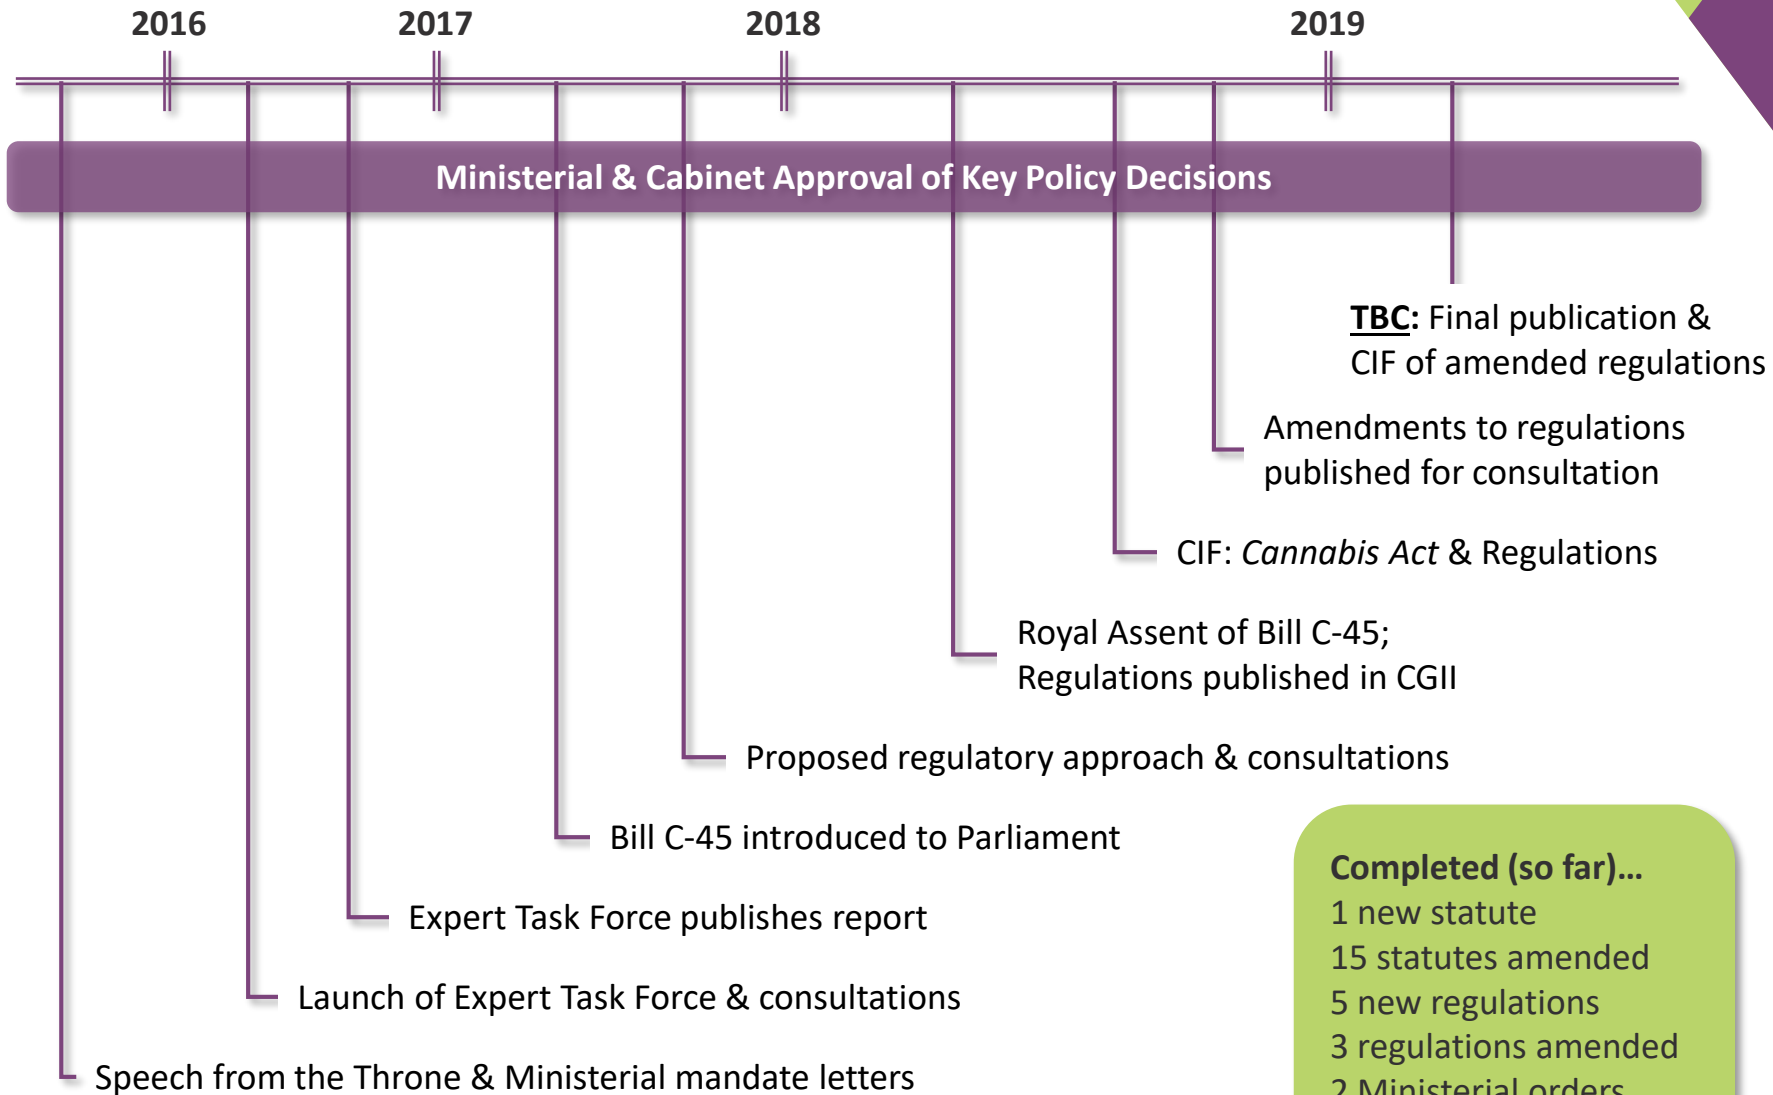 2016
2017
2018
2019
Ministerial & Cabinet Approval of Key Policy Decisions
TBC: Final publication &
CIF of amended regulations
Amendments to regulations
published for consultation
CIF: Cannabis Act & Regulations
Royal Assent of Bill C-45;
Regulations published in CGII
Proposed regulatory approach & consultations
Bill C-45 introduced to Parliament
Expert Task Force publishes report
Launch of Expert Task Force & consultations
Speech from the Throne & Ministerial mandate letters
Completed (so far)…
1 new statute
15 statutes amended
5 new regulations
3 regulations amended
2 Ministerial orders